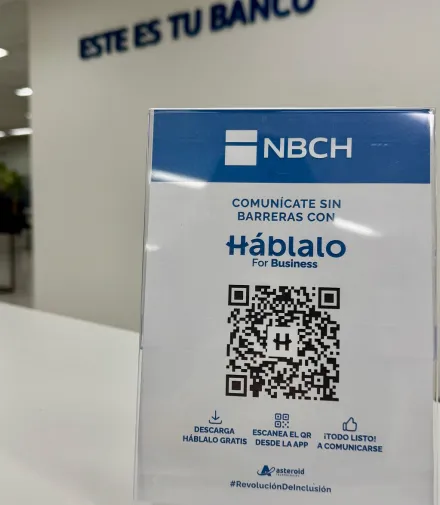 ESTE ES TU BANCO
NBCH
COMUNÍCATE SIN
BARRERAS CON
Háblalo
For Business
H
DESCARGA
HÁBLALO GRATIS
ESCANEA EL QR
DESDE LA APP
¡TODO LISTO!
A COMUNICARSE
asteroid
#RevoluciónDeInclusión